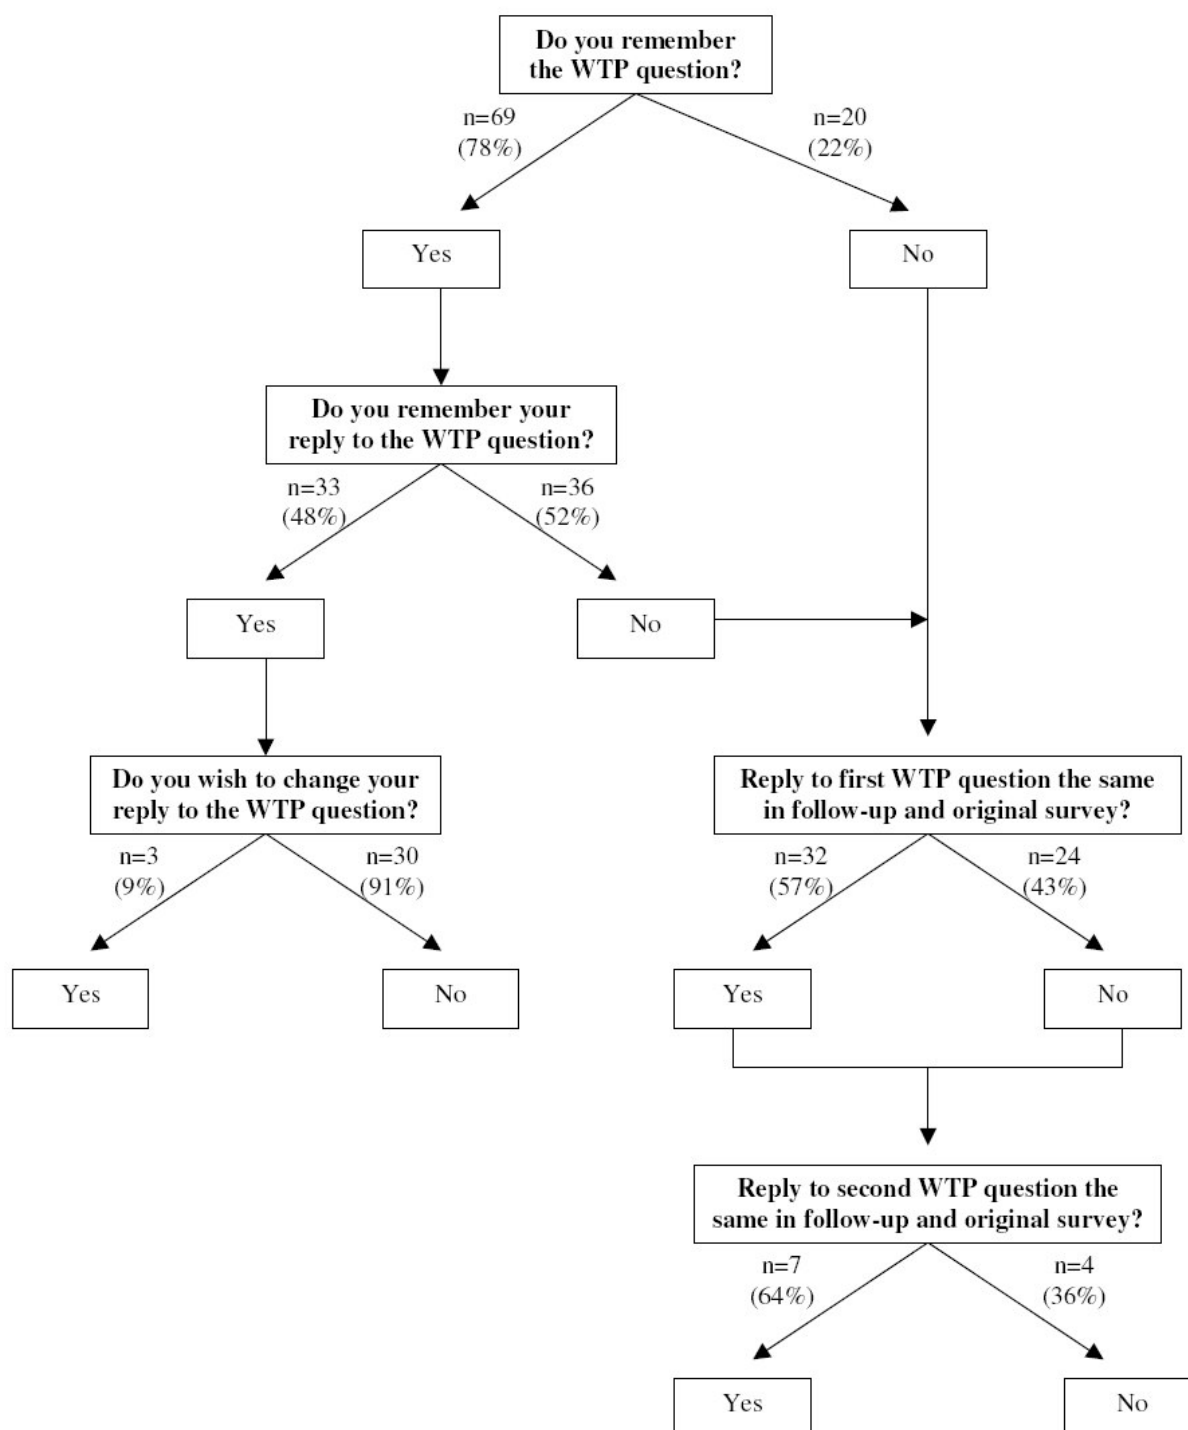 Do you remember
the WTP question?
n=69
(78%)
n=20
(22%)
Yes
No
Do you remember your
reply to the WTP question?
n=33
(48%)
n=36
(52%)
Yes
No
Do you wish to change your
reply to the WTP question?
Reply to first WTP question the same
in follow-up and original survey?
n=3
(9%)
n=30
(91%)
n=32
(57%)
n=24
(43%)
Yes
No
Yes
No
Reply to second WTP question the
same in follow-up and original survey?
n=7
(64%)
n=4
(36%)
Yes
No